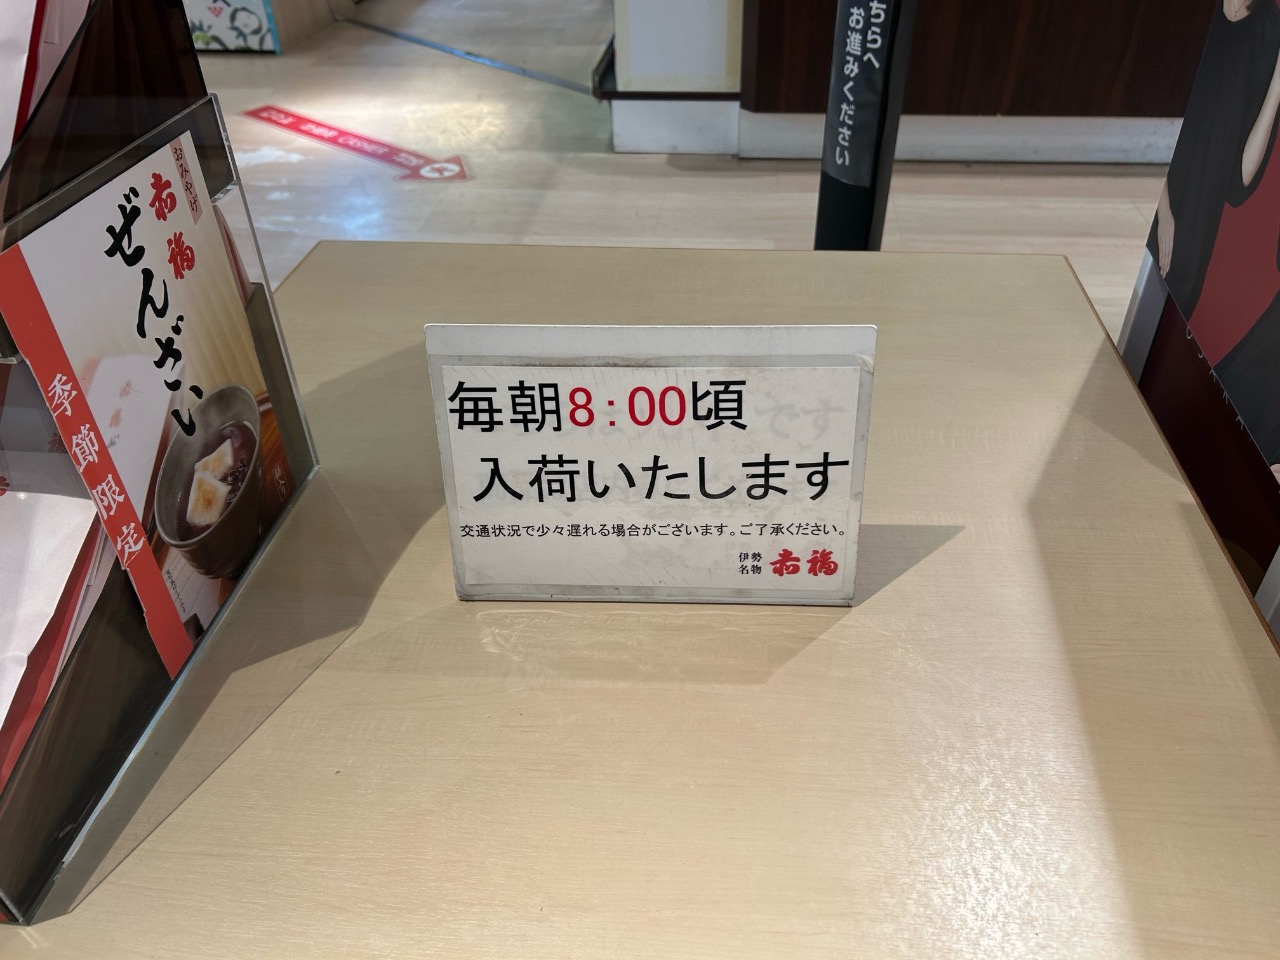 ちらへ
お進みください
おみやげ
赤福
ぜんざい
季節限定
毎朝8:00頃
入荷いたします
交通状況で少々遅れる場合がございます。ご了承ください。
伊勢
名物
赤福